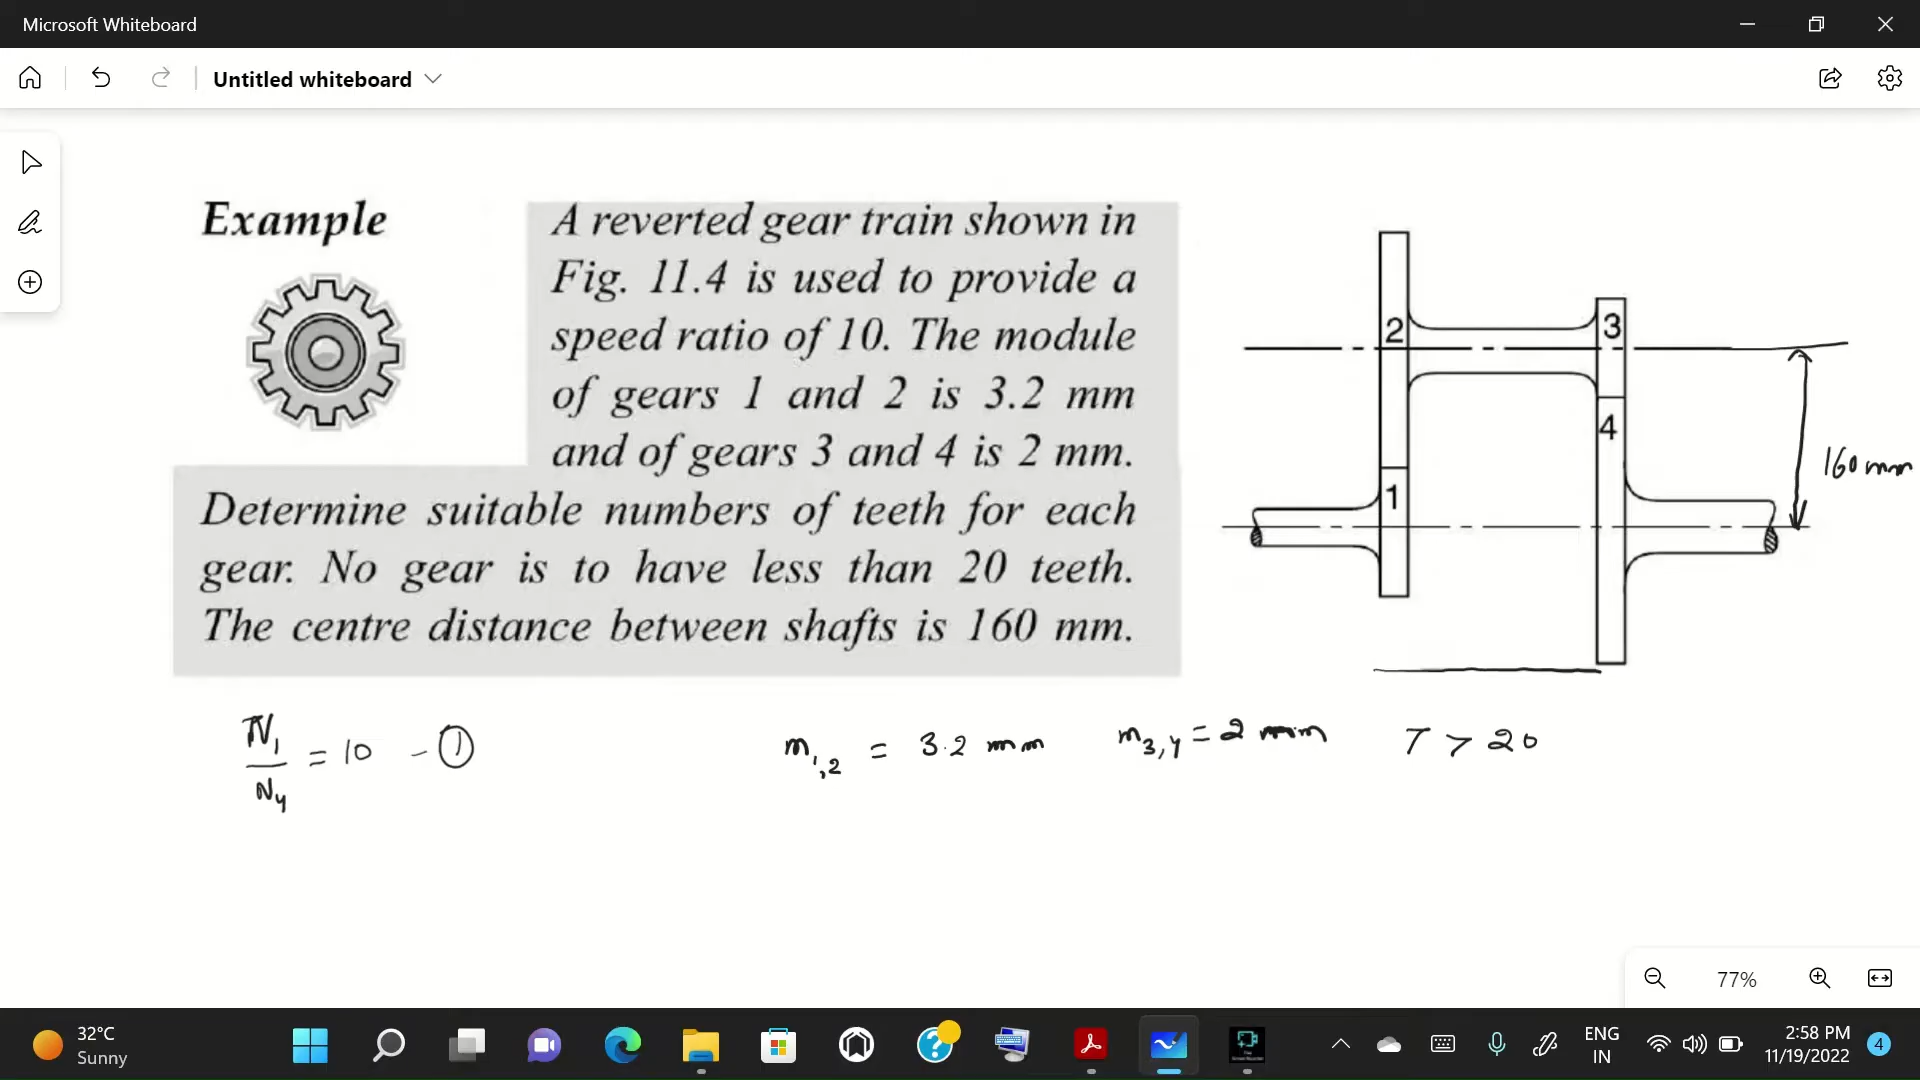 Microsoft Whiteboard
Untitled whiteboard
Example
A reverted gear train shown in
Fig. 11.4 is used to provide a
speed ratio of 10. The module
of gears 1 and 2 is 3.2 mm
and of gears 3 and 4 is 2 mm.
Determine suitable numbers of teeth for each
gear. No gear is to have less than 20 teeth.
The centre distance between shafts is 160 mm.
2
3
4
1
160 mm
N₁/N₄ = 10 - ①
m₁,₂ = 3.2 mm
m₃,₄ = 2 mm
T > 20
77%
32°C
Sunny
ENG
IN
2:58 PM
11/19/2022
4